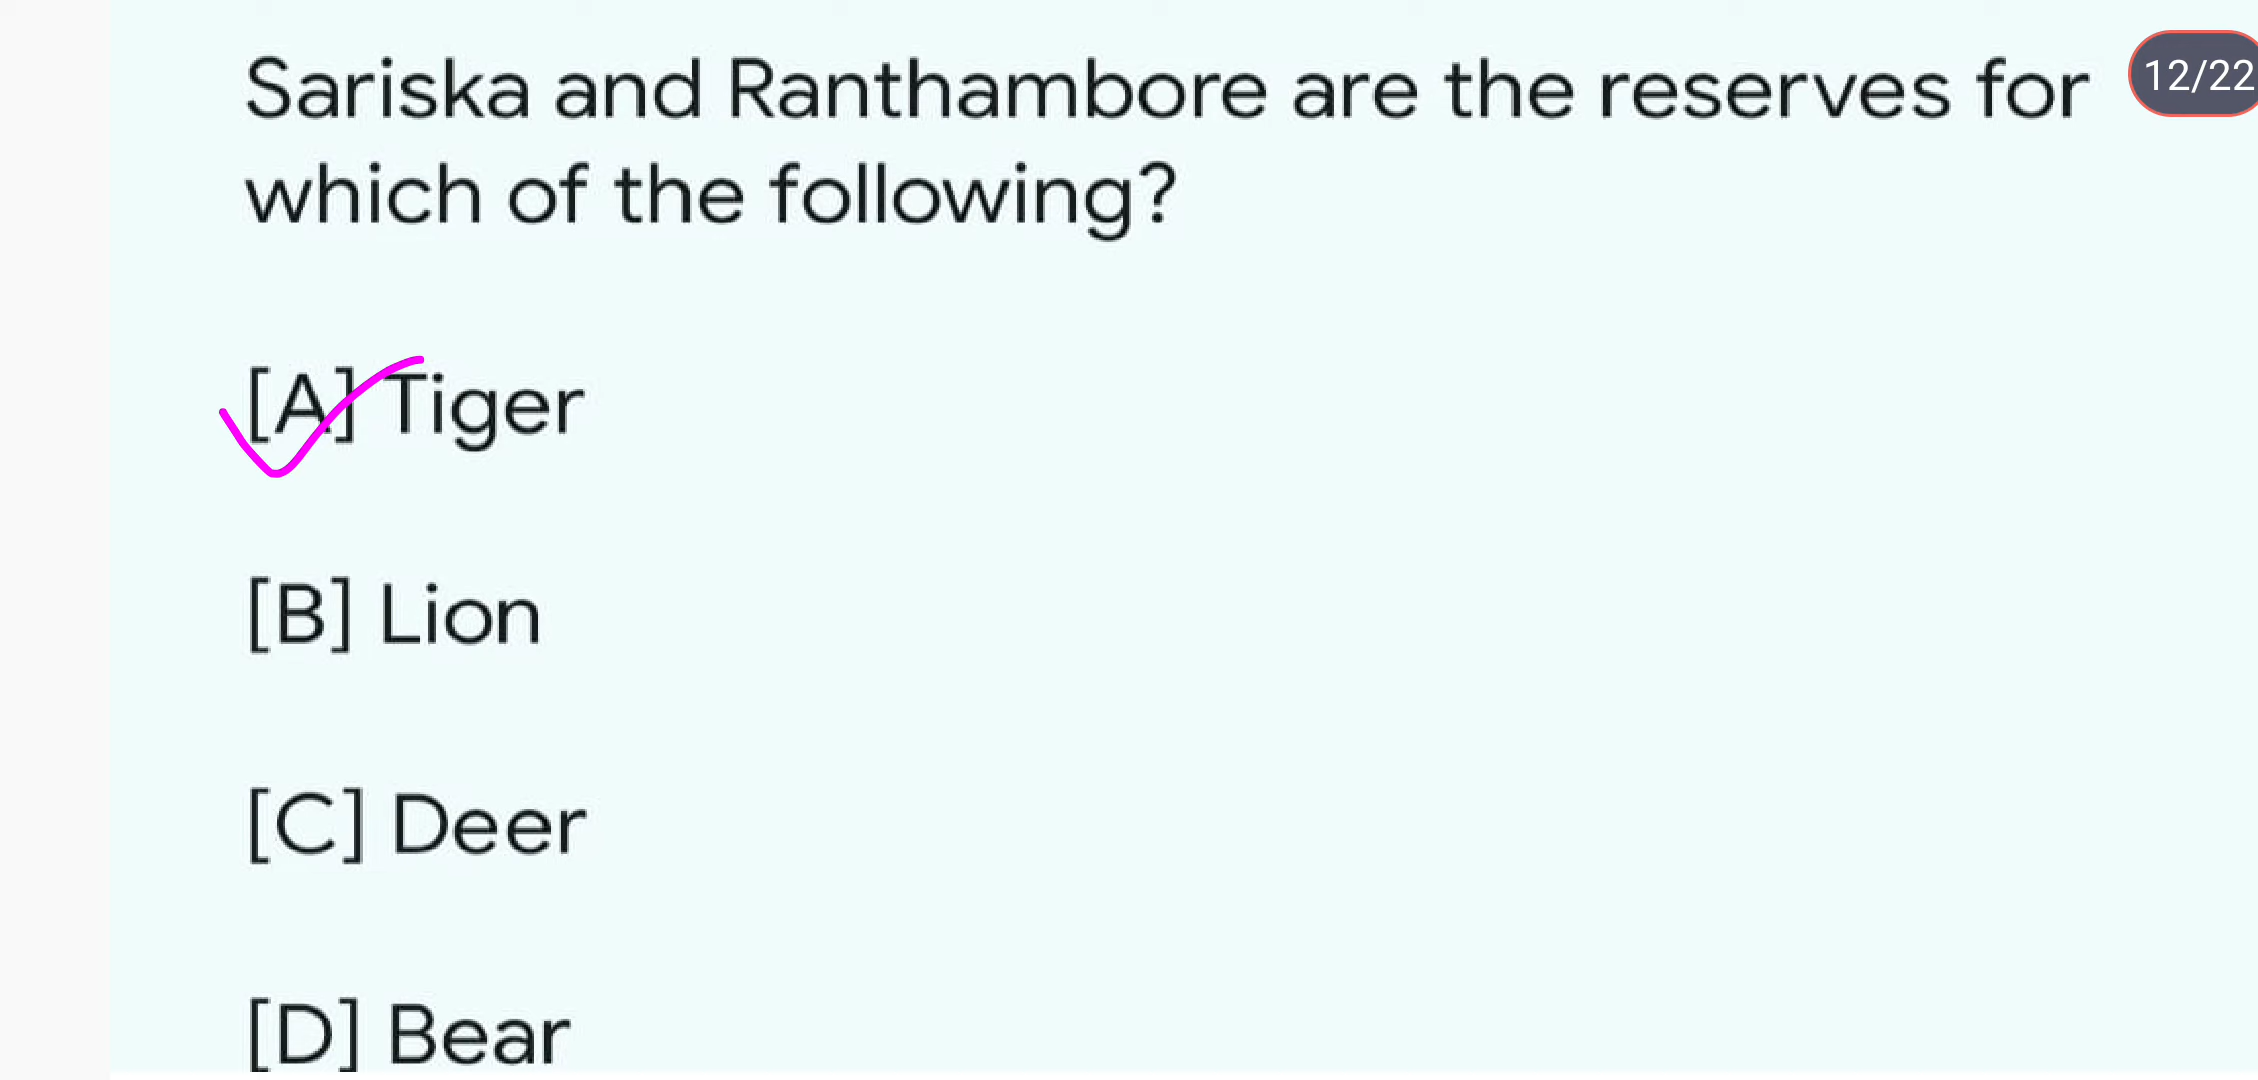 Sariska and Ranthambore are the reserves for
12/22
which of the following?
[A] Tiger
[B] Lion
[C] Deer
[D] Bear